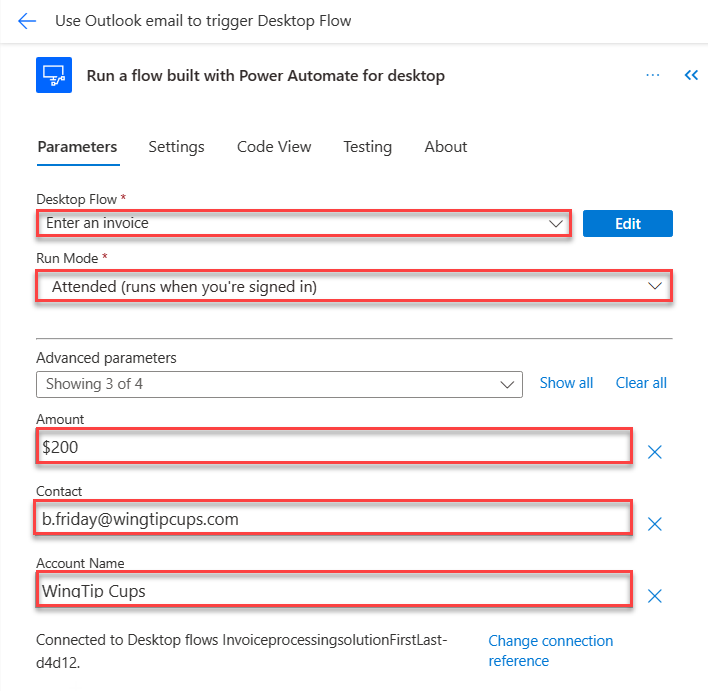 Use Outlook email to trigger Desktop Flow
Run a flow built with Power Automate for desktop
Parameters Settings Code View Testing About
Desktop Flow *
Enter an invoice
Edit
Run Mode *
Attended (runs when you're signed in)
Advanced parameters
Showing 3 of 4
Show all Clear all
Amount
$200
Contact
b.friday@wingtipcups.com
Account Name
WingTip Cups
Connected to Desktop flows InvoiceprocessingsolutionFirstLast-
d4d12.
Change connection
reference